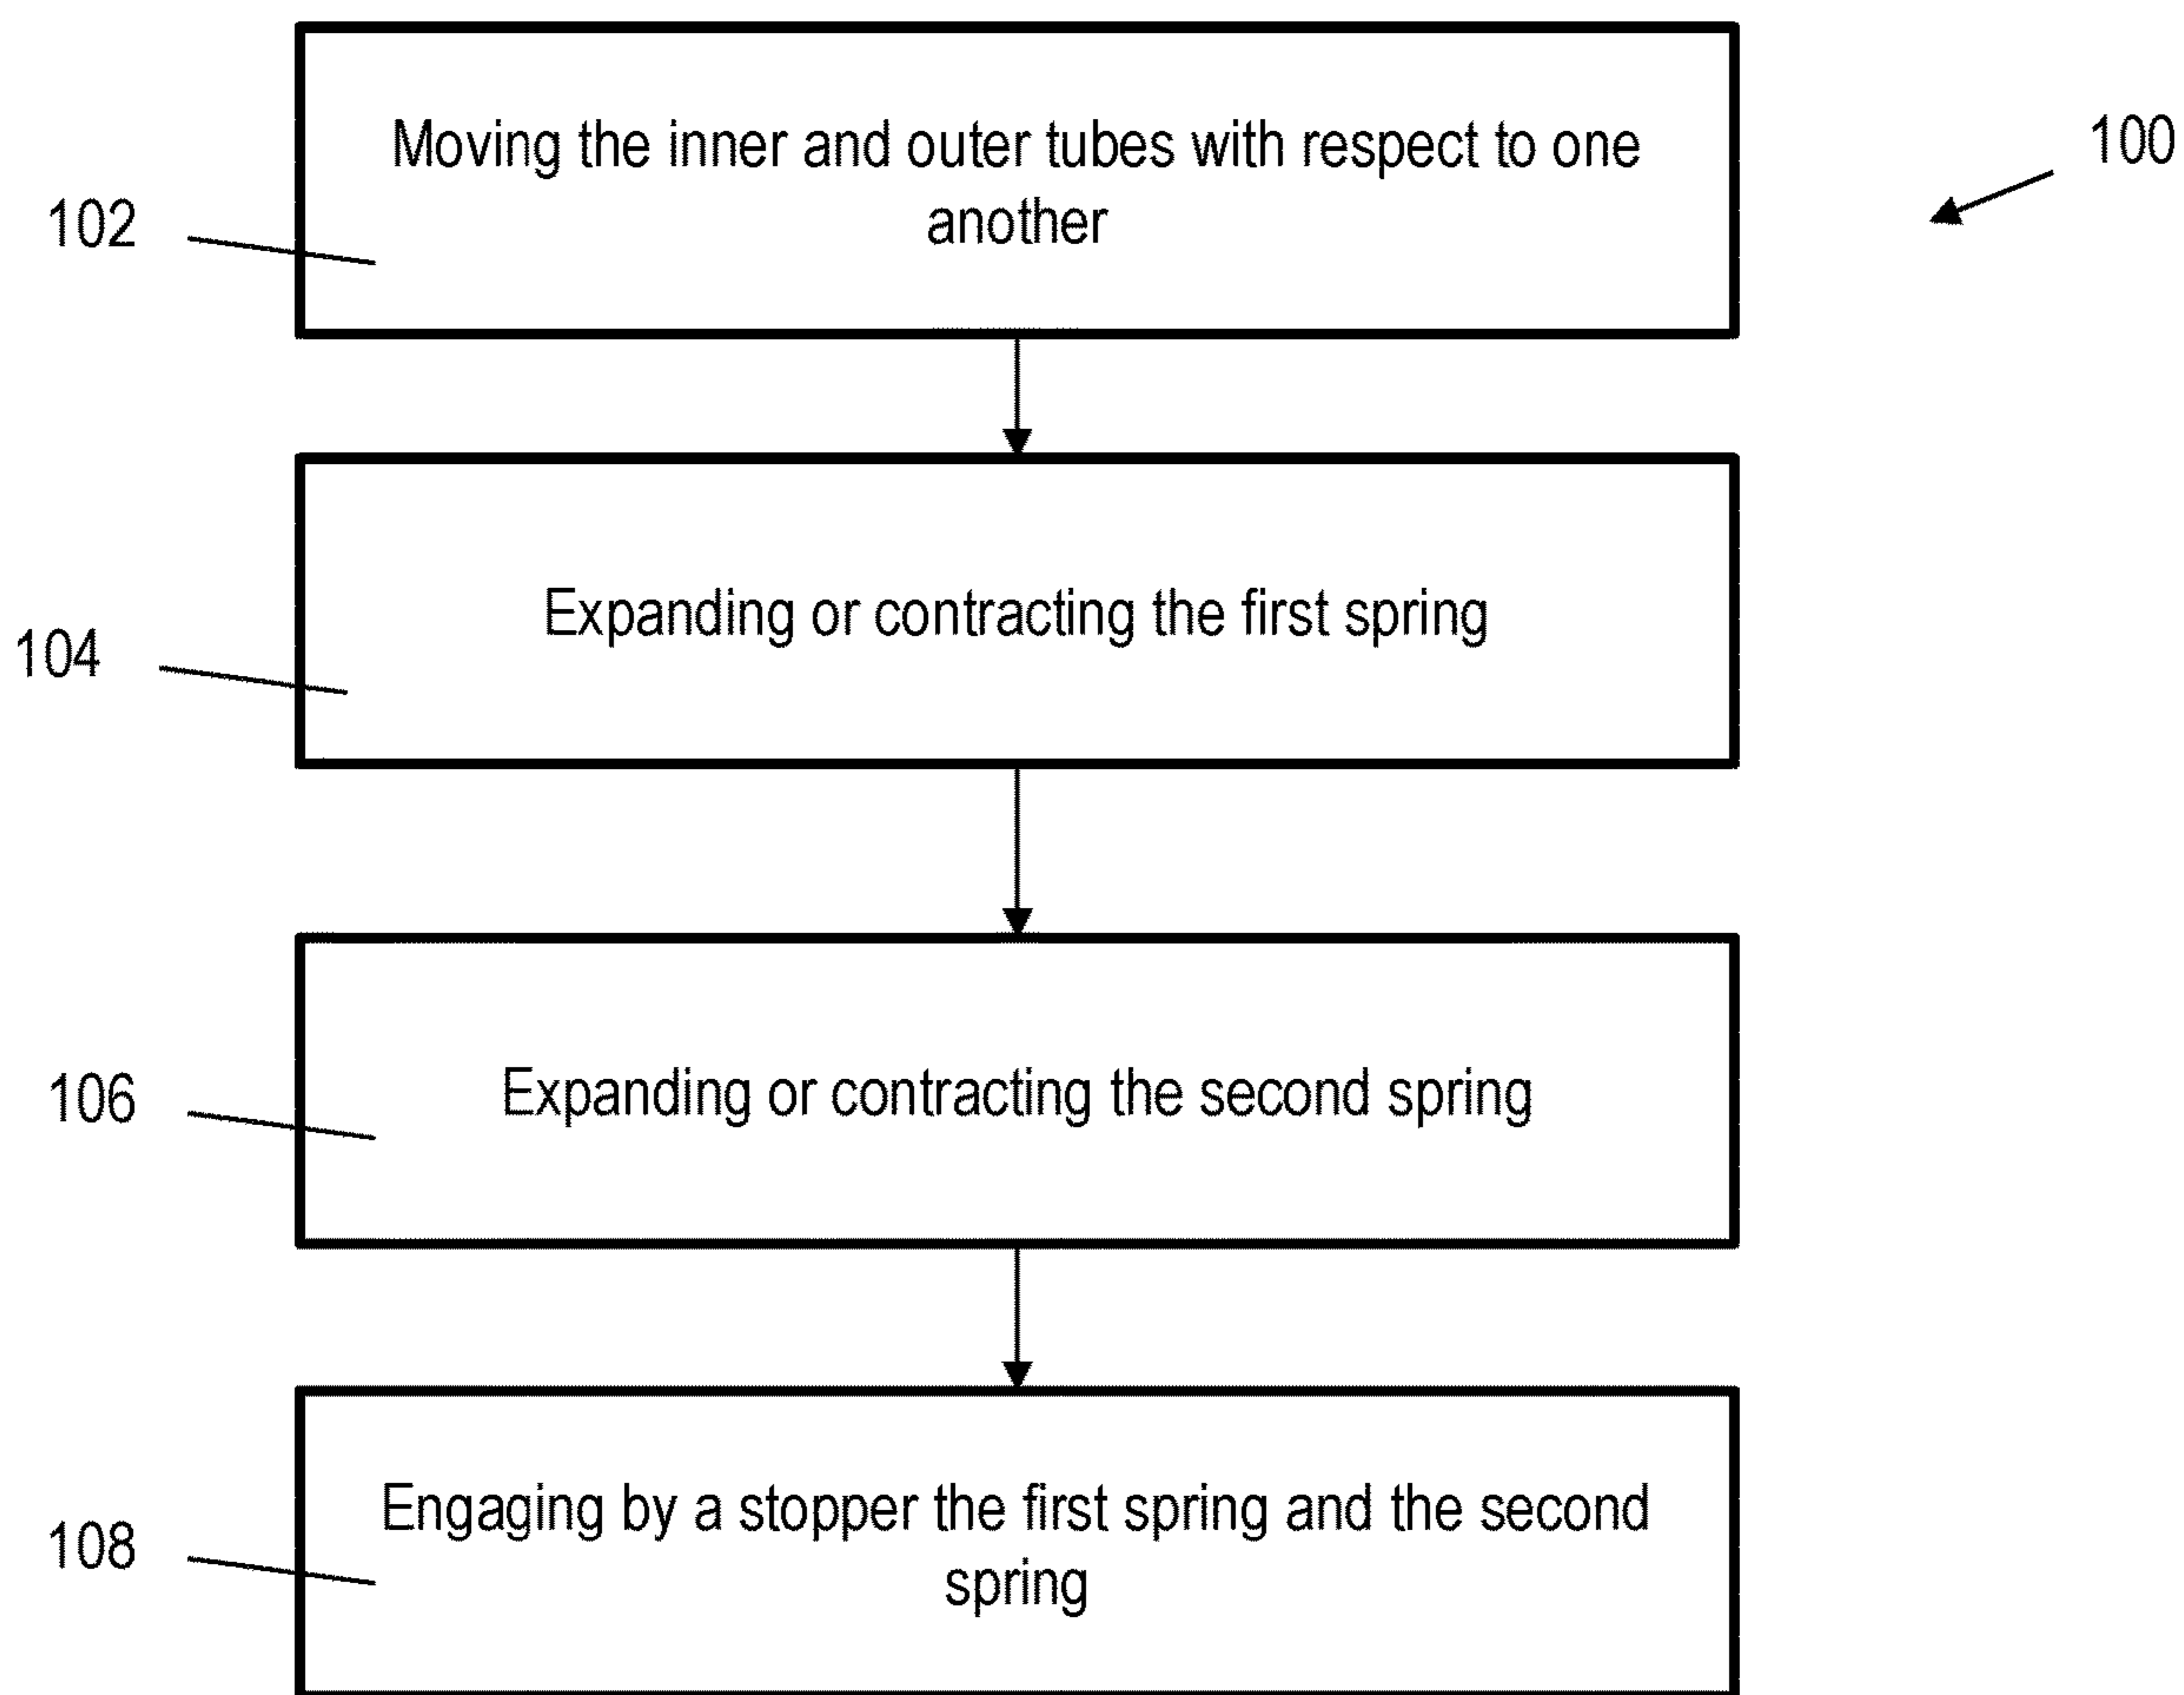 Moving the inner and outer tubes with respect to one
another
100
102
Expanding or contracting the first spring
104
Expanding or contracting the second spring
106
Engaging by a stopper the first spring and the second
spring
108